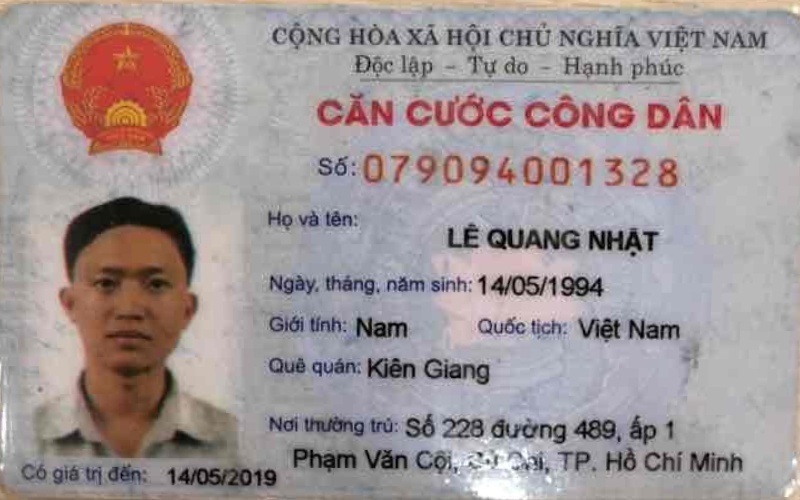 CỘNG HÒA XÃ HỘI CHỦ NGHĨA VIỆT NAM
Độc lập - Tự do - Hạnh phúc
CĂN CƯỚC CÔNG DÂN
Số: 079094001328
Họ và tên:
LÊ QUANG NHẬT
Ngày, tháng, năm sinh: 14/05/1994
Giới tính: Nam Quốc tịch: Việt Nam
Quê quán: Kiên Giang
Nơi thường trú: Số 228 đường 489, ấp 1
Phạm Văn Cội, TP. Hồ Chí Minh
Có giá trị đến: 14/05/2019